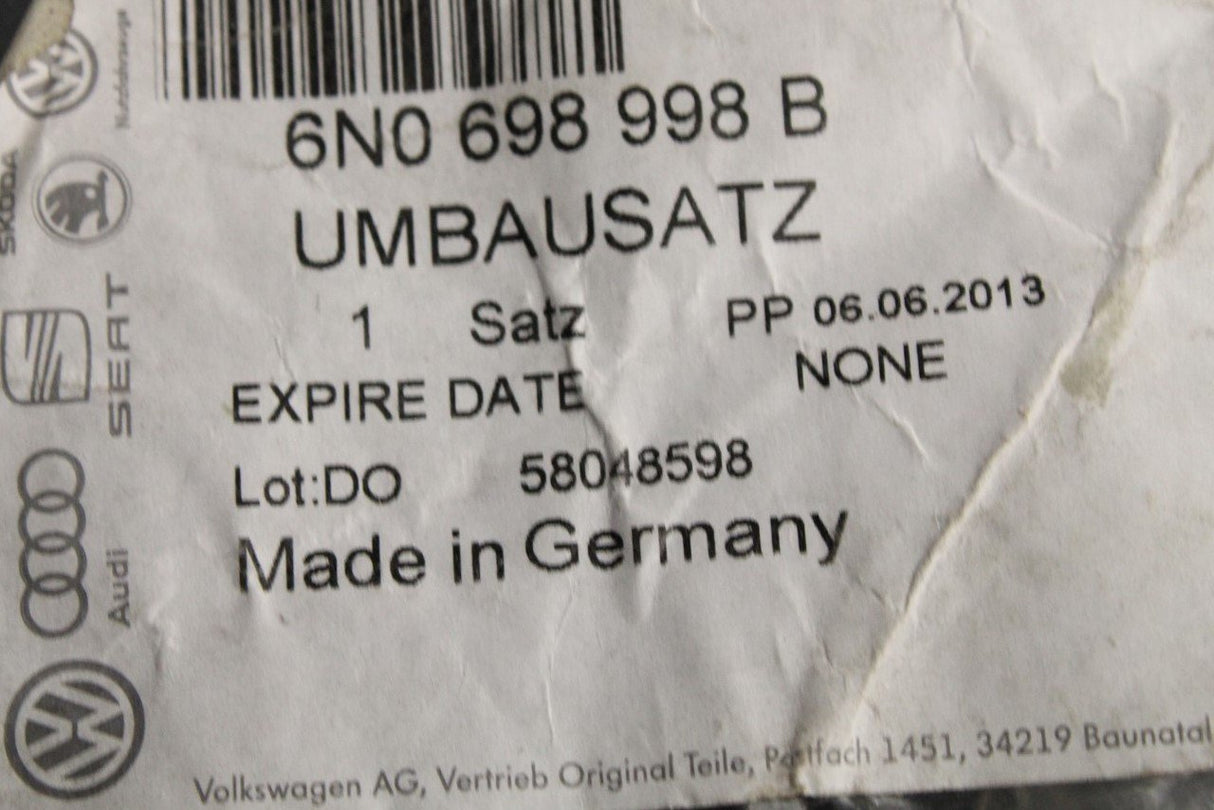 6N0 698 998 B
UMBAUSATZ
1 Satz PP 06.06.2013
EXPIRE DATE NONE
Lot:DO 58048598
Made in Germany
Volkswagen AG, Vertrieb Original Teile, Postfach 1451, 34219 Baunatal
Nutzfahrzeuge
SKODA
SEAT
Audi